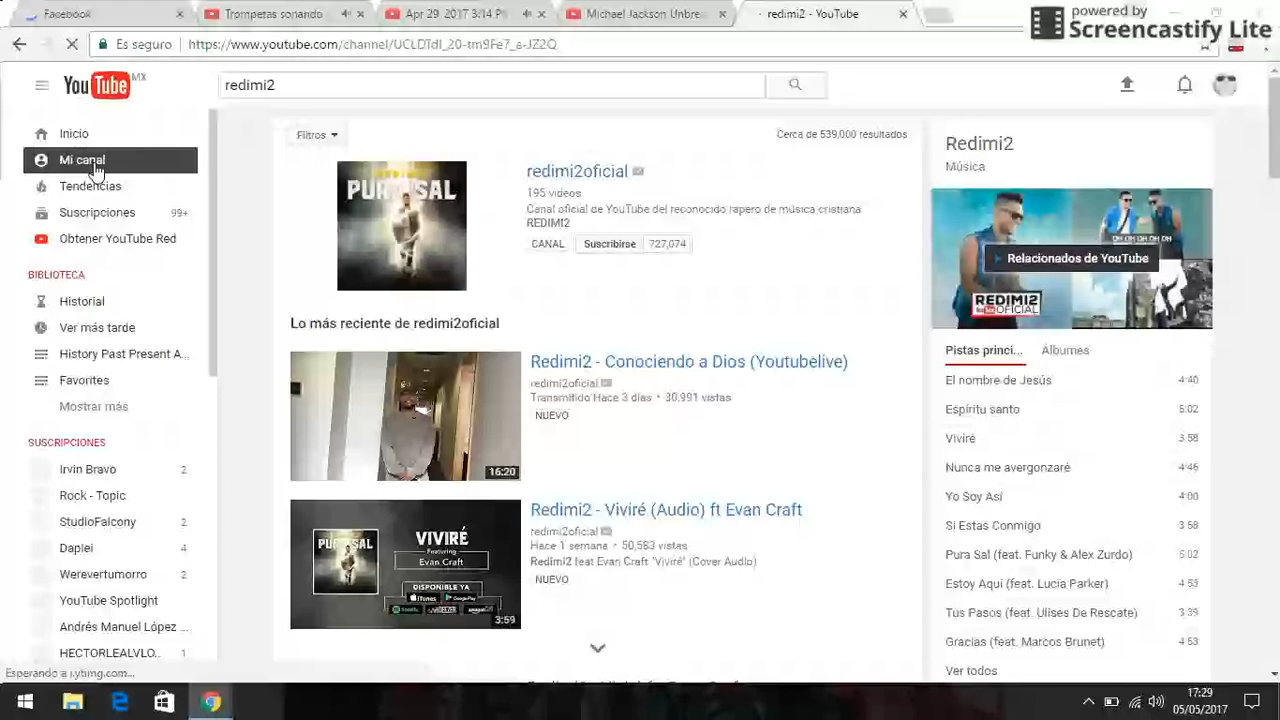 Facebook
Trompetas sonando
Apr 29 2017 3:14 P
Michael Jackson Unbre
redimi2 - YouTube
powered by
Screencastify Lite
Es seguro
https://www.youtube.com/channel/UCLDTdI_20-tm9Fe7_a-JZ2Q
YouTube MX
redimi2
Inicio
Mi canal
Tendencias
Suscripciones 99+
Obtener YouTube Red
BIBLIOTECA
Historial
Ver más tarde
History Past Present A...
Favorites
Mostrar más
SUSCRIPCIONES
Irvin Bravo 2
Rock - Topic
StudioFalcony 2
Daplei 4
Werevertumorro 2
YouTube Spotlight
Andrés Manuel López ...
HECTORLEALVLO... 1
Esperando a i.ytimg.com...
Filtros
Cerca de 539,000 resultados
redimi2oficial
195 videos
Canal oficial de YouTube del reconocido rapero de música cristiana
REDIMI2
CANAL Suscribirse 727,074
Lo más reciente de redimi2oficial
Redimi2 - Conociendo a Dios (Youtubelive)
redimi2oficial
Transmitido Hace 3 días • 30,991 vistas
NUEVO
16:20
Redimi2 - Viviré (Audio) ft Evan Craft
redimi2oficial
Hace 1 semana • 50,583 vistas
Redimi2 feat Evan Craft "Viviré" (Cover Audio)
NUEVO
PURA SAL
VIVIRÉ
Featuring
Evan Craft
DISPONIBLE YA
iTunes Google Play
DEEZER
3:59
Redimi2
Música
OH OH OH OH OH
Relacionados de YouTube
REDIMI2
OFICIAL
Pistas princi... Álbumes
El nombre de Jesús 4:40
Espíritu santo 5:02
Viviré 3:58
Nunca me avergonzaré 4:46
Yo Soy Así 4:00
Si Estas Conmigo 3:58
Pura Sal (feat. Funky & Alex Zurdo) 5:02
Estoy Aquí (feat. Lucia Parker) 4:53
Tus Pasos (feat. Ulises De Rescate) 3:39
Gracias (feat. Marcos Brunet) 4:53
Ver todos
17:29
05/05/2017